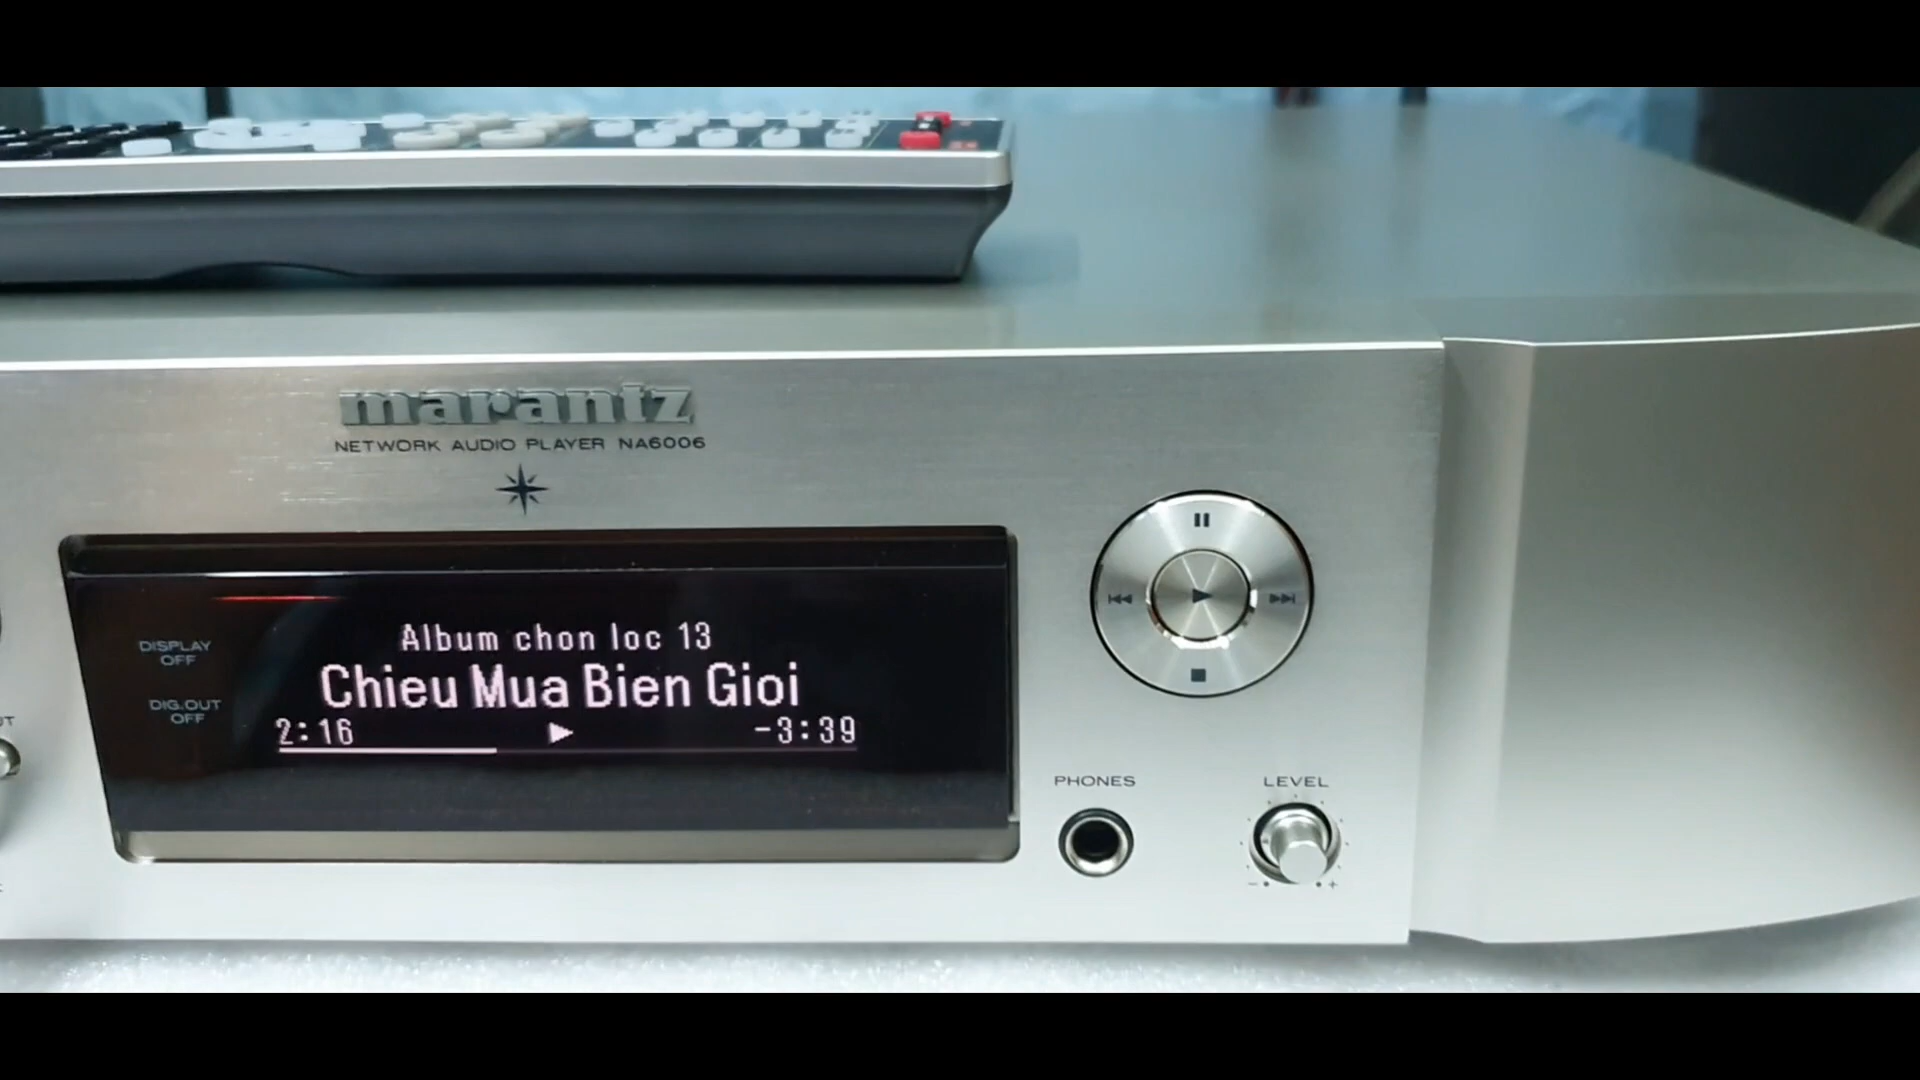 marantz
NETWORK AUDIO PLAYER NA6006
DISPLAY
OFF
DIG.OUT
OFF
Album chon loc 13
Chieu Mua Bien Gioi
2:16
-3:39
PHONES
LEVEL
- +